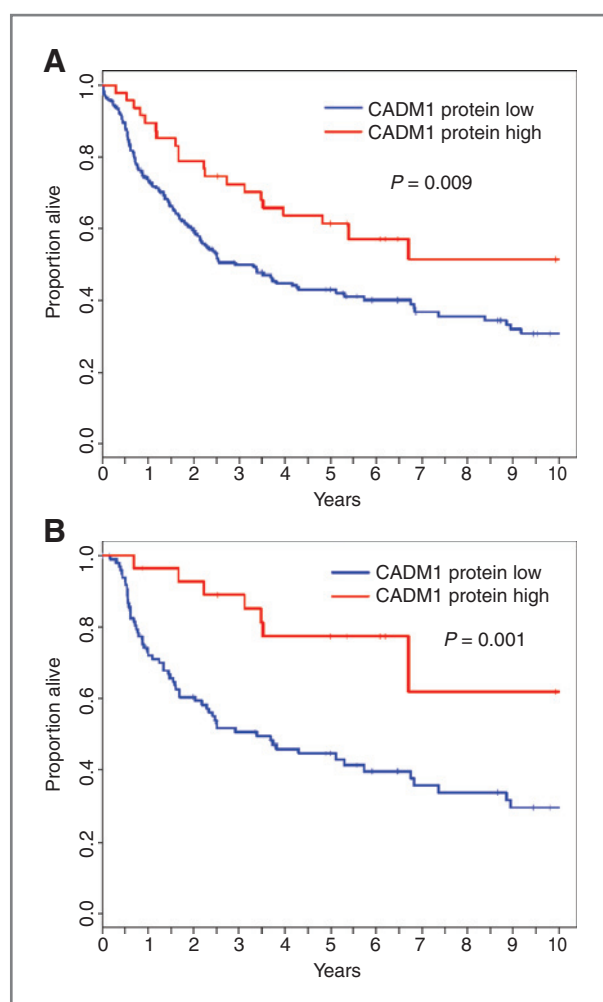 A
CADM1 protein low
CADM1 protein high
P = 0.009
Proportion alive
1.0
0.8
0.6
0.4
0.2
0.0
0 1 2 3 4 5 6 7 8 9 10
Years
B
CADM1 protein low
CADM1 protein high
P = 0.001
Proportion alive
1.0
0.8
0.6
0.4
0.2
0.0
0 1 2 3 4 5 6 7 8 9 10
Years